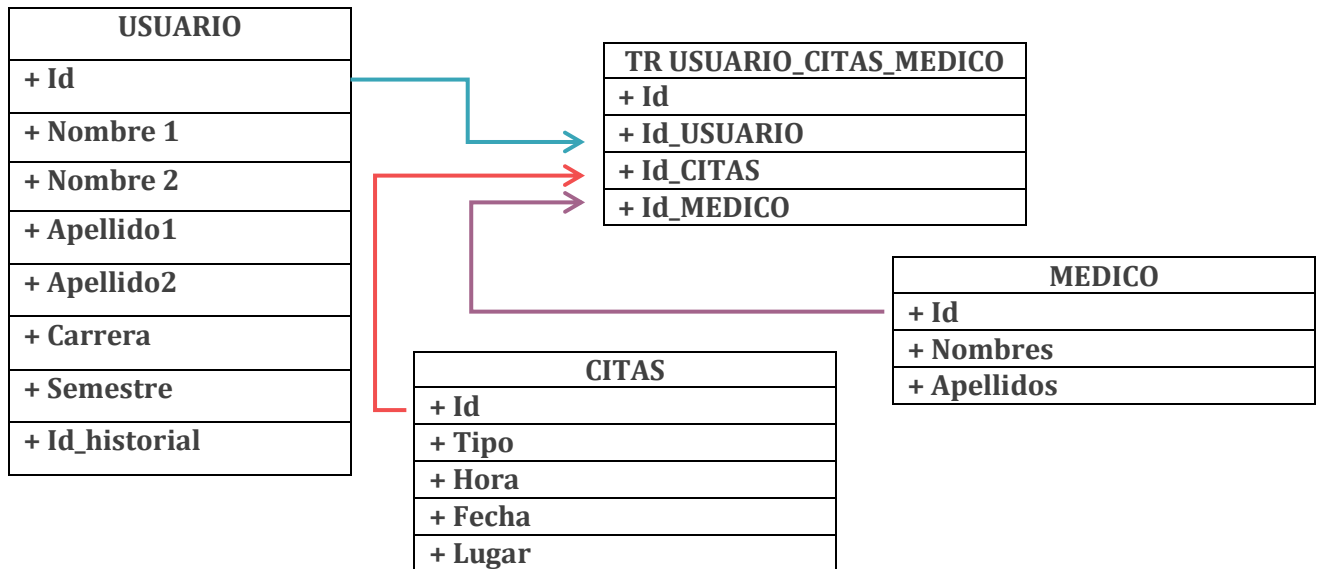 USUARIO
+ Id
+ Nombre 1
+ Nombre 2
+ Apellido1
+ Apellido2
+ Carrera
+ Semestre
+ Id_historial
TR USUARIO_CITAS_MEDICO
+ Id
+ Id_USUARIO
+ Id_CITAS
+ Id_MEDICO
MEDICO
+ Id
+ Nombres
+ Apellidos
CITAS
+ Id
+ Tipo
+ Hora
+ Fecha
+ Lugar